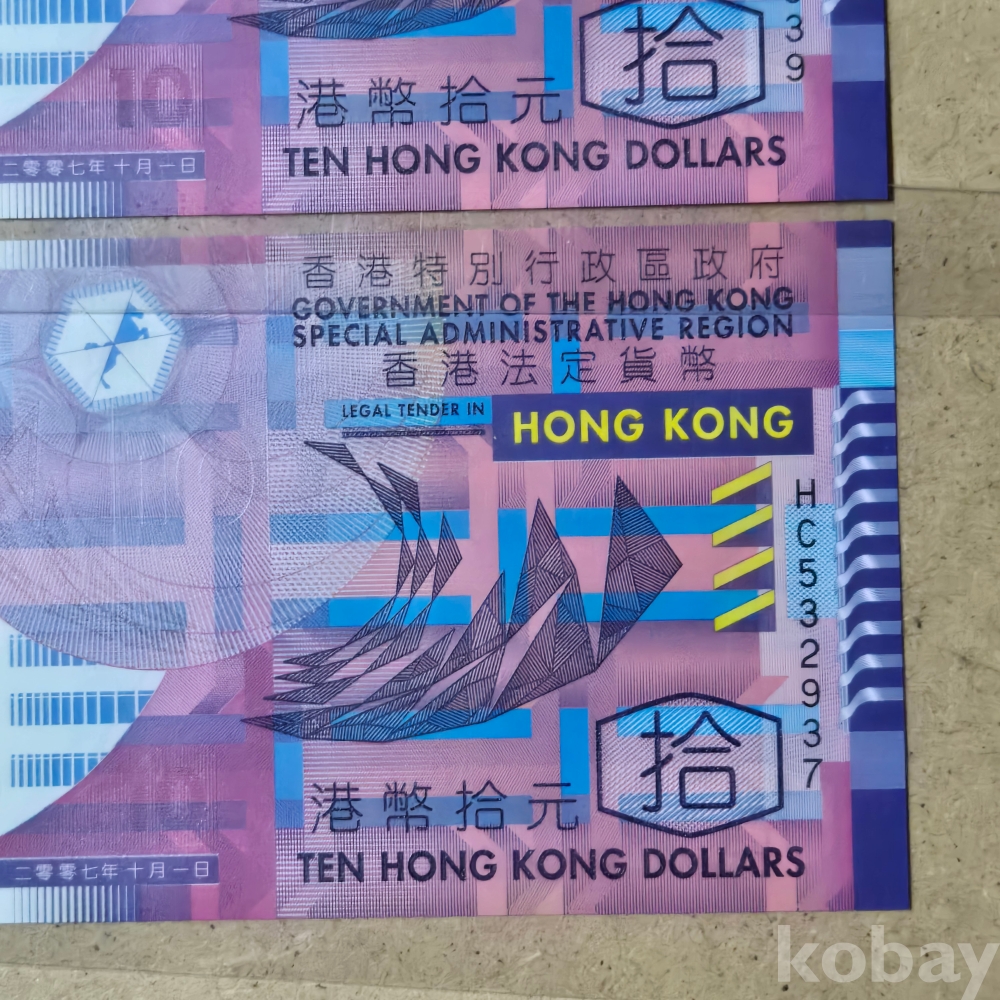 39
拾
10
港幣拾元
二零零七年十月一日
TEN HONG KONG DOLLARS
香港特別行政區政府
GOVERNMENT OF THE HONG KONG
SPECIAL ADMINISTRATIVE REGION
香港法定貨幣
LEGAL TENDER IN
HONG KONG
HC532937
拾
港幣拾元
二零零七年十月一日
TEN HONG KONG DOLLARS
kobay